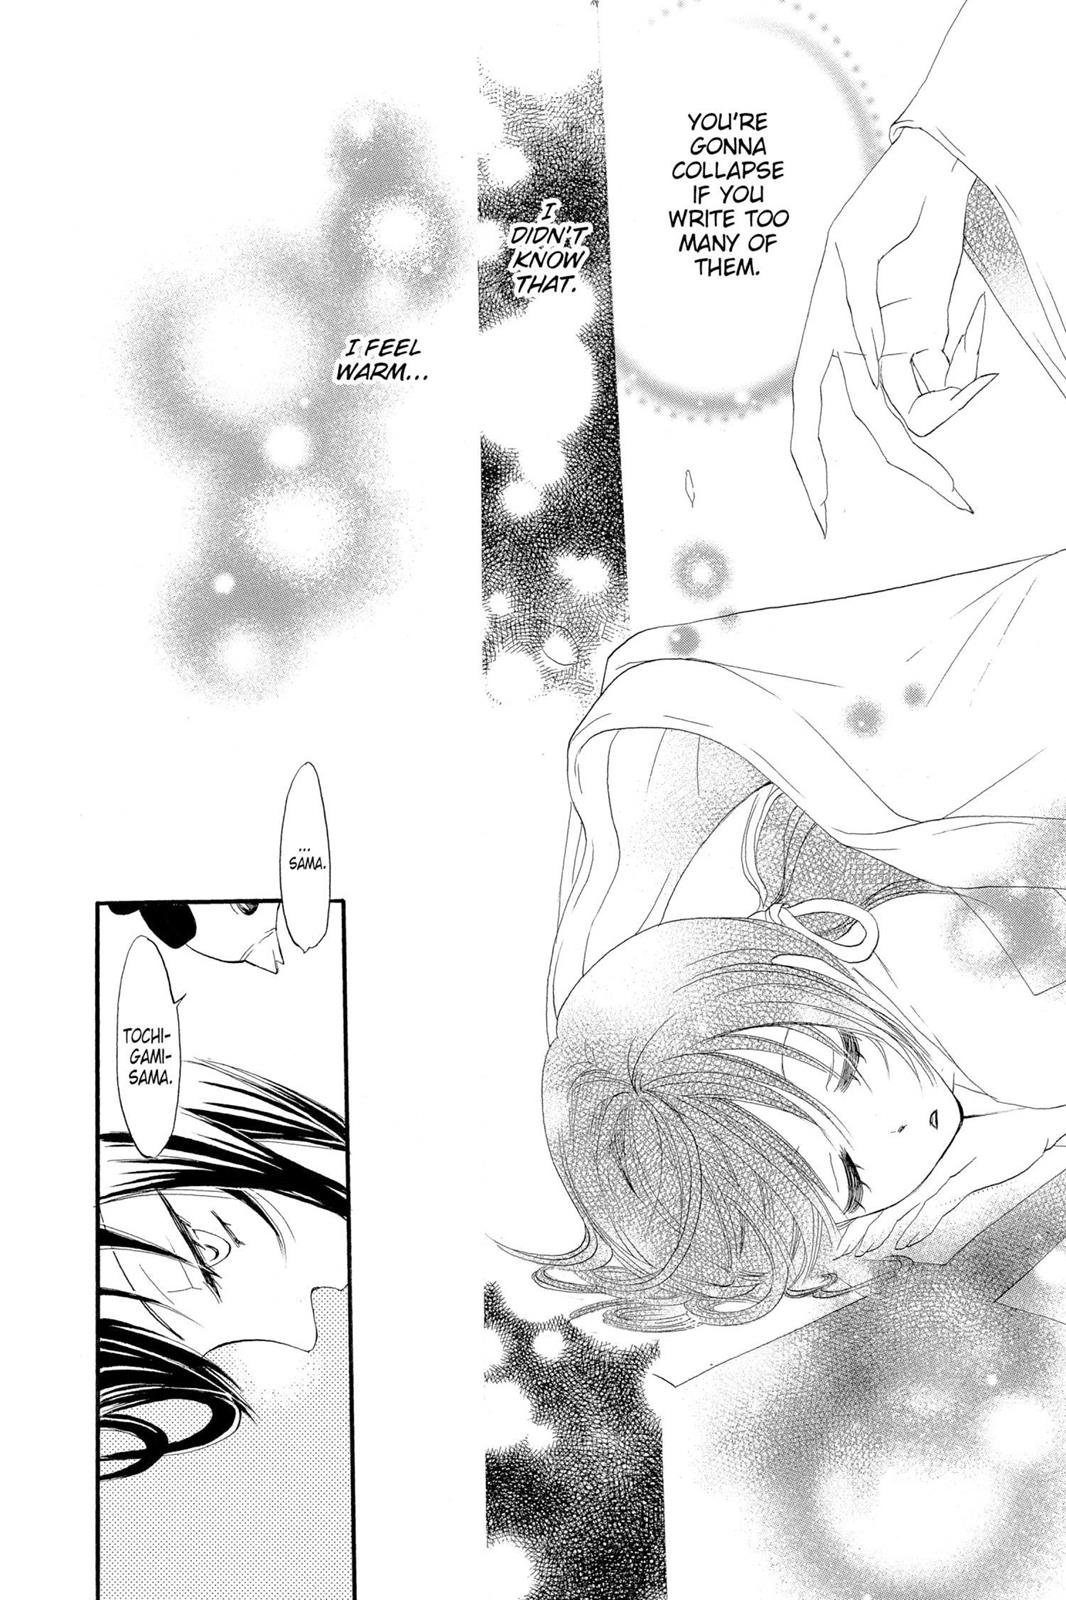 YOU'RE
GONNA
COLLAPSE
IF YOU
WRITE TOO
MANY OF
THEM.
I
DIDN'T
KNOW
THAT.
I FEEL
WARM...
...
SAMA.
TOCHI-
GAMI-
SAMA.